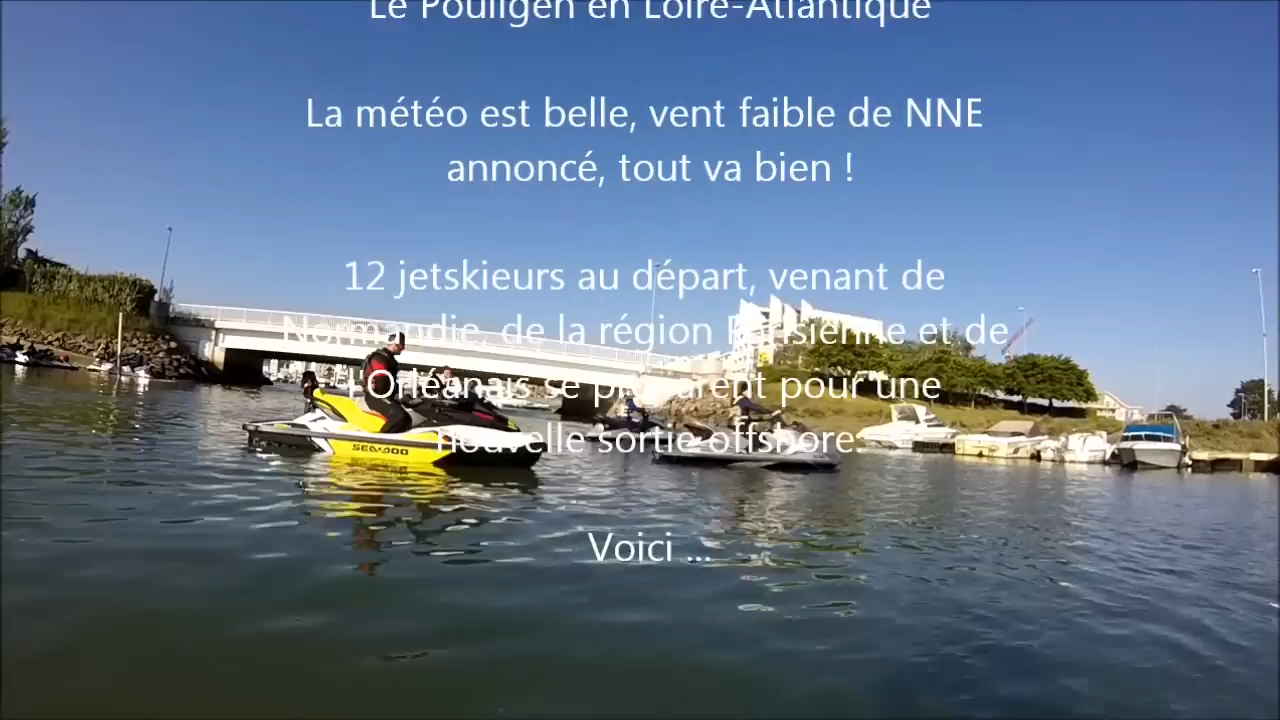 Le Pouligen en Loire-Atlantique
La météo est belle, vent faible de NNE
annoncé, tout va bien !
12 jetskieurs au départ, venant de
Normandie, de la région Parisienne et de
l'Orléanais se préparent pour une
nouvelle sortie offshore.
Voici ...
SEA-DOO